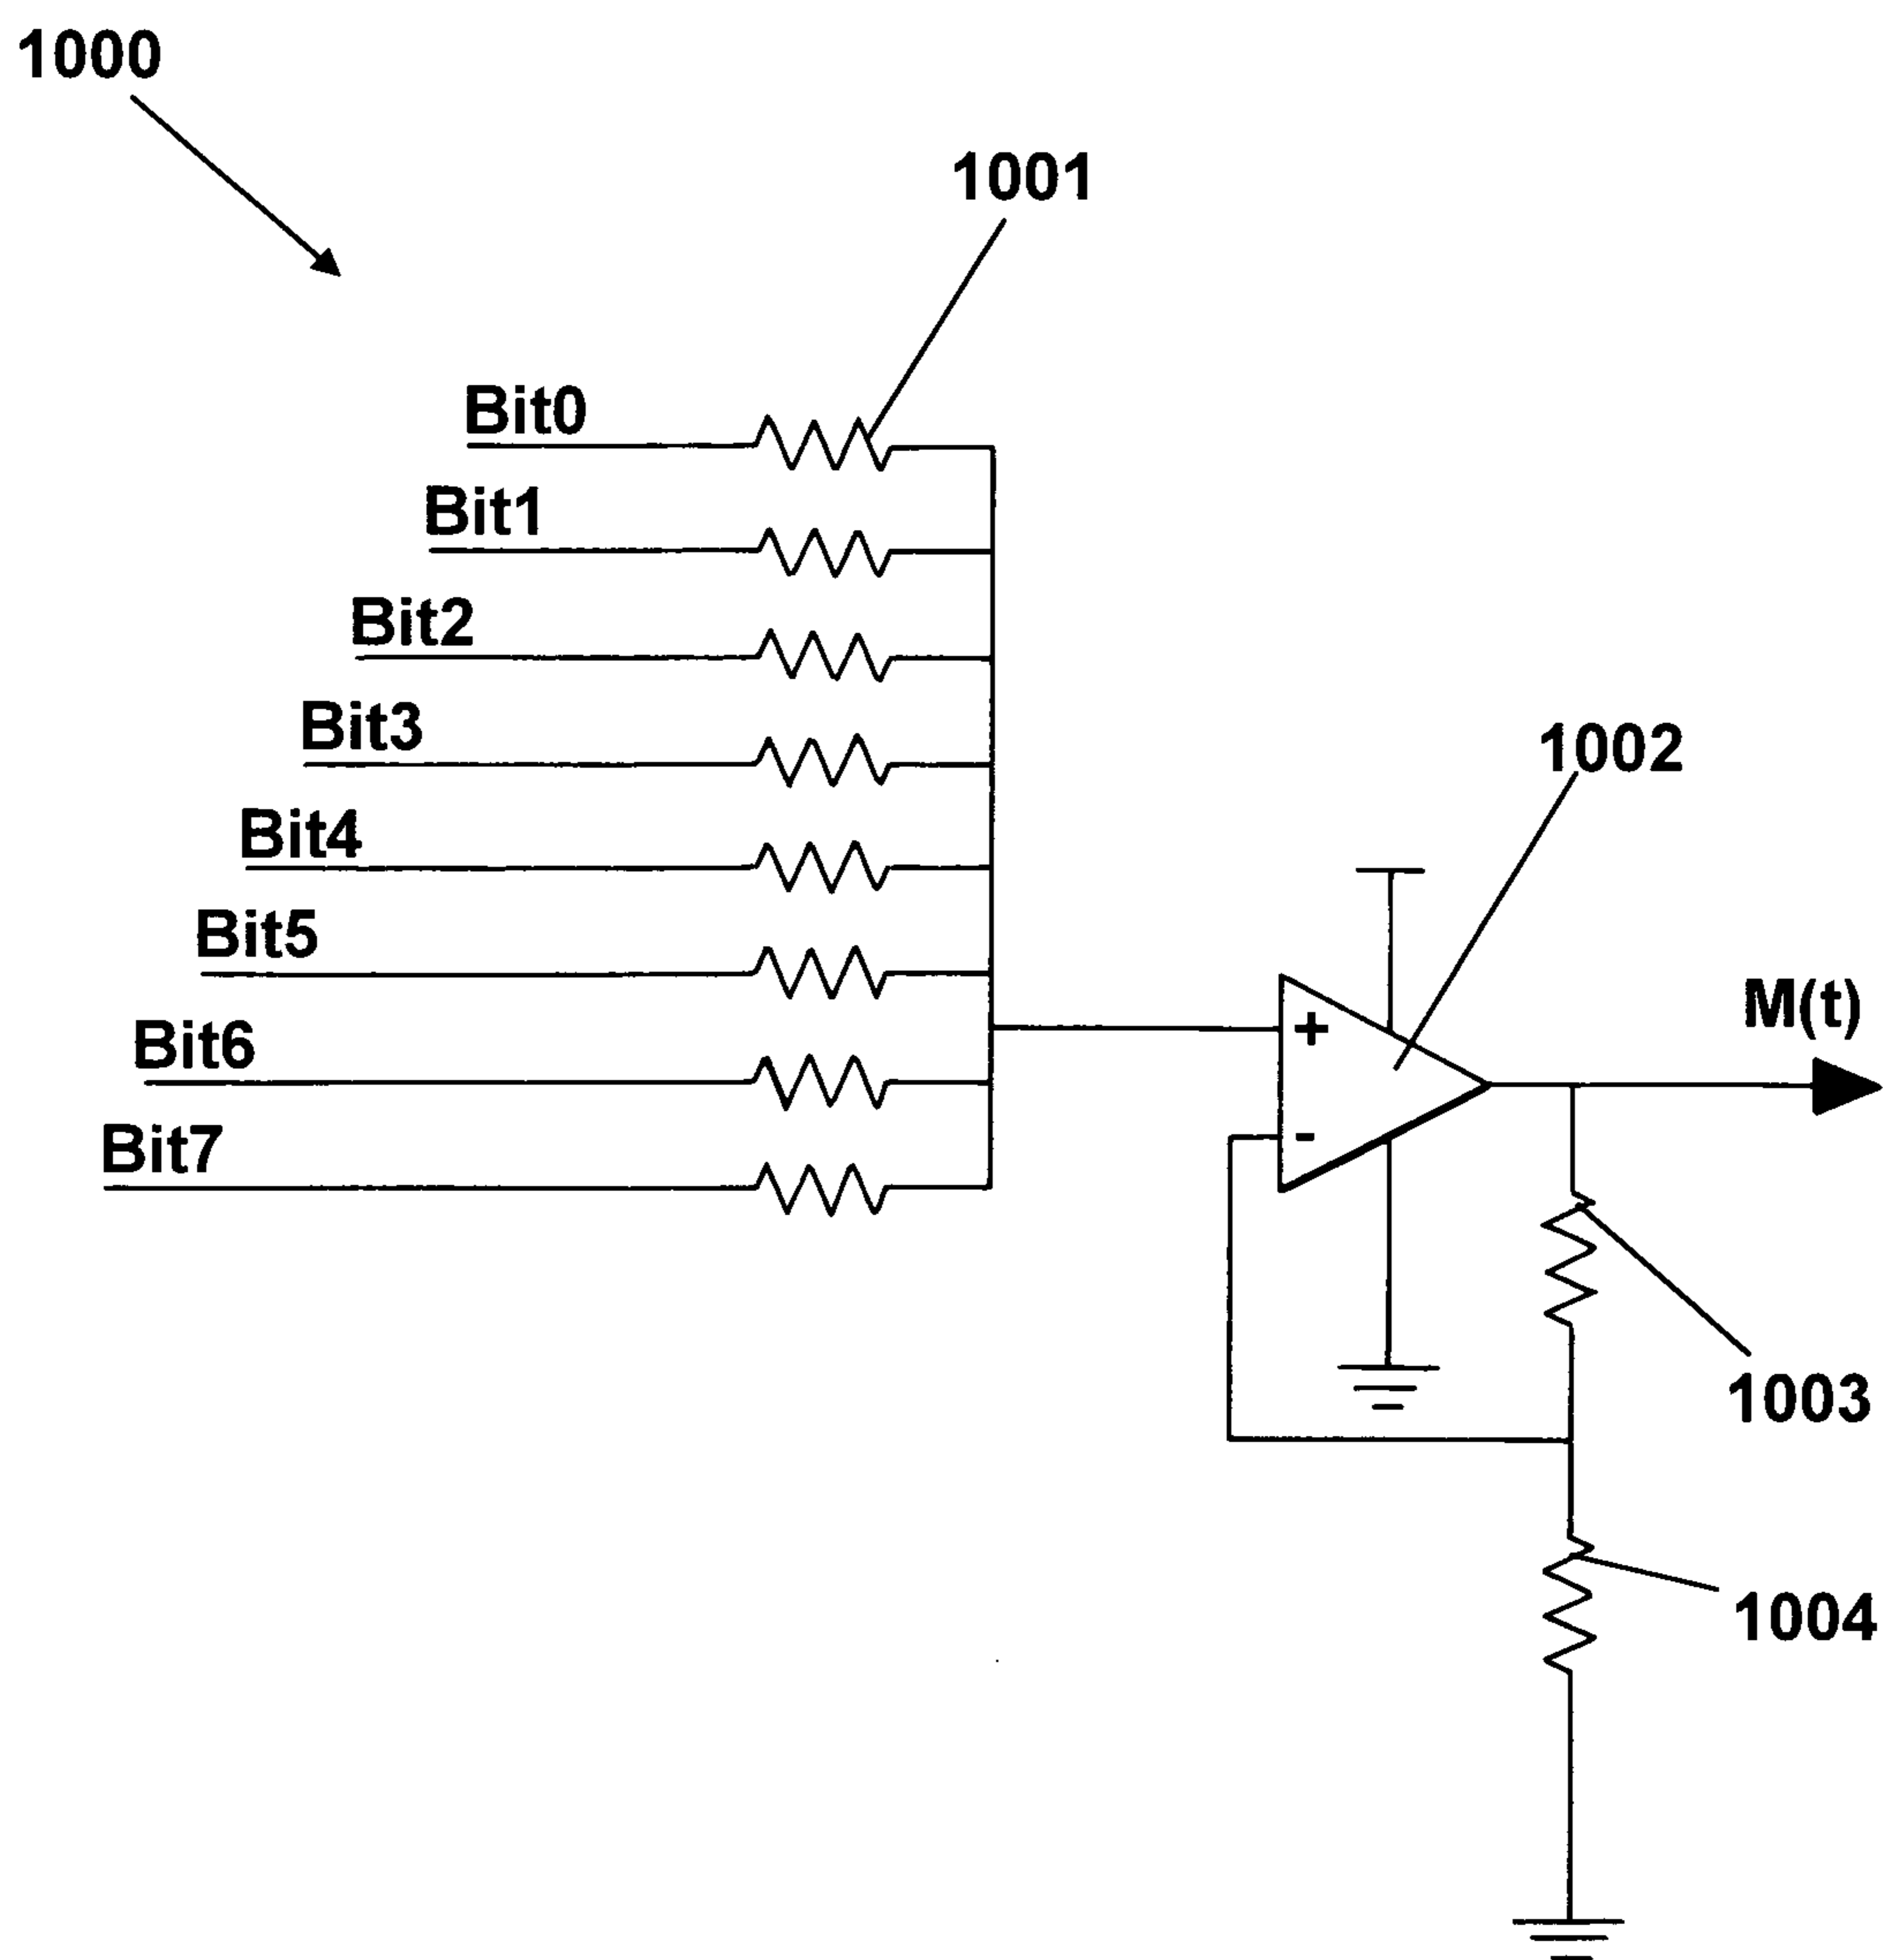 1000
1001
Bit0
Bit1
Bit2
Bit3
1002
Bit4
Bit5
M(t)
+
Bit6
-
Bit7
1003
1004